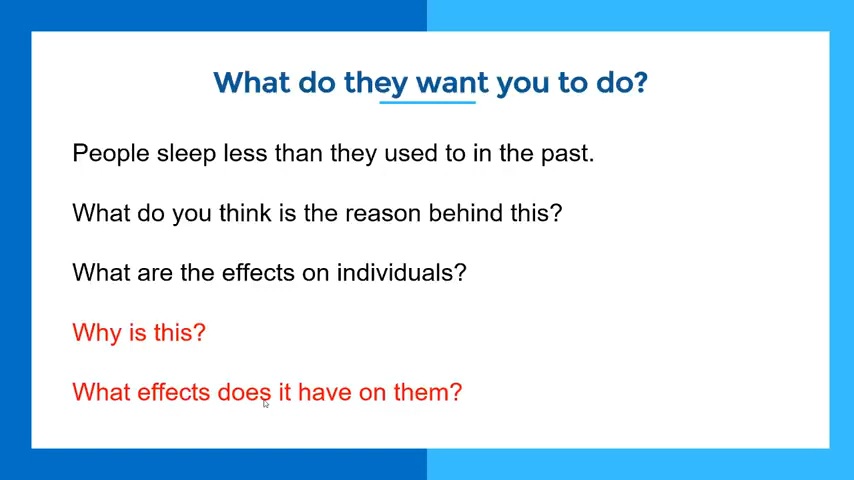 What do they want you to do?
People sleep less than they used to in the past.
What do you think is the reason behind this?
What are the effects on individuals?
Why is this?
What effects does it have on them?